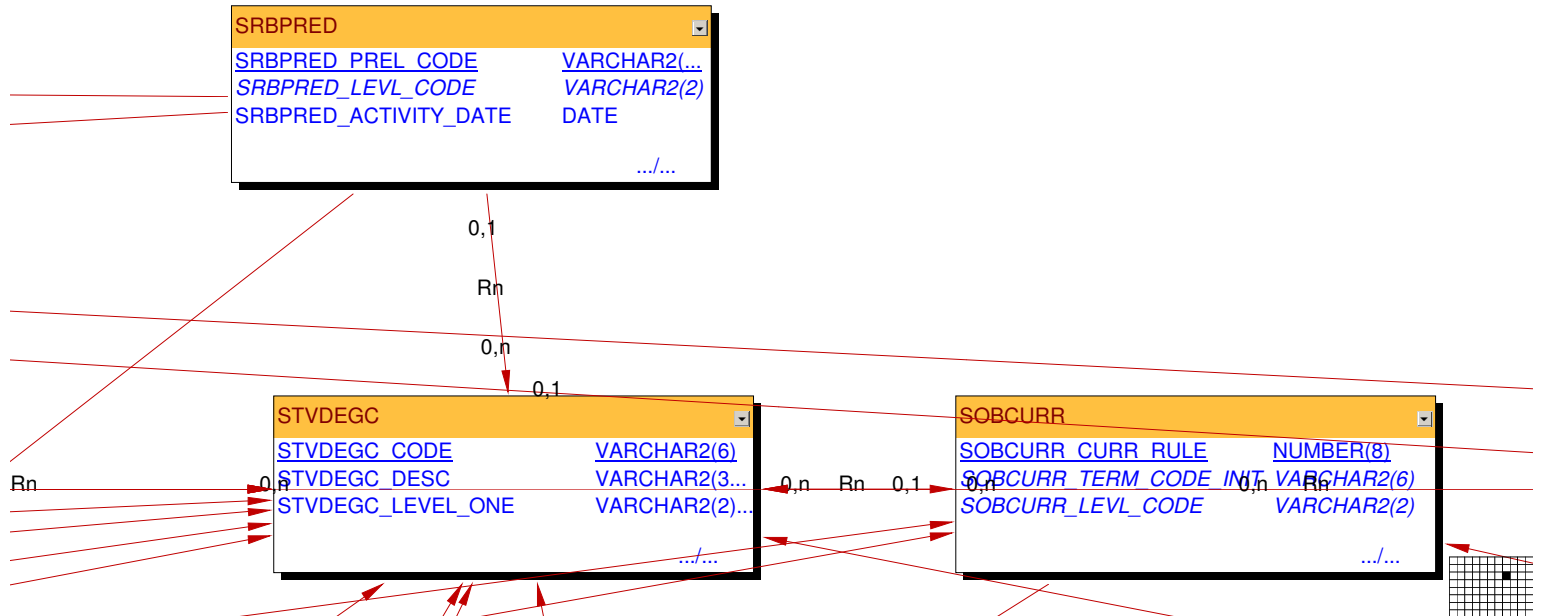 SRBPRED
SRBPRED_PREL_CODE VARCHAR2(...
SRBPRED_LEVL_CODE VARCHAR2(2)
SRBPRED_ACTIVITY_DATE DATE
.../...
0,1
Rn
0,n
0,1
STVDEGC
STVDEGC_CODE VARCHAR2(6)
STVDEGC_DESC VARCHAR2(3...
STVDEGC_LEVEL_ONE VARCHAR2(2)...
.../...
SOBCURR
SOBCURR_CURR_RULE NUMBER(8)
SOBCURR_TERM_CODE_INIT VARCHAR2(6)
SOBCURR_LEVL_CODE VARCHAR2(2)
.../...
Rn 0,n 0,n Rn 0,1 0,n 0,n Rn